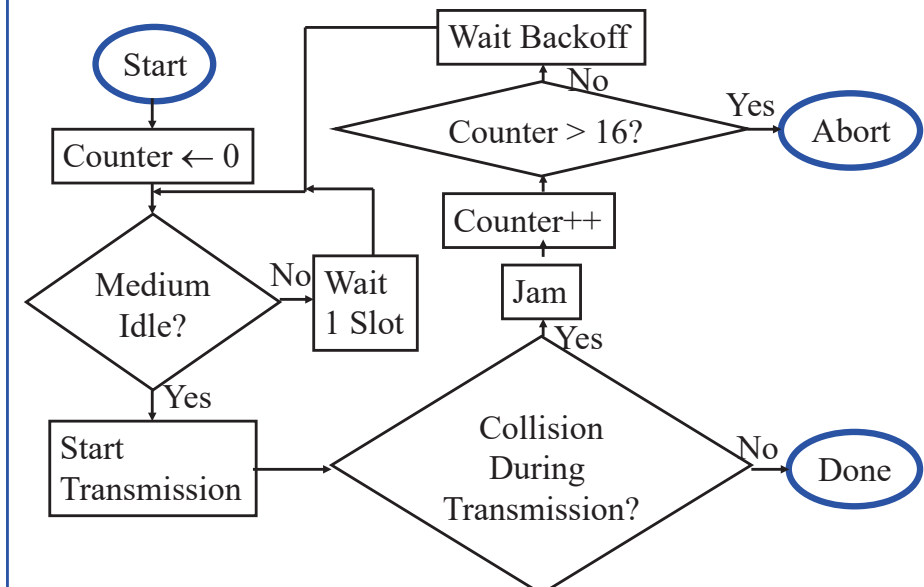 Start
Counter ← 0
Medium
Idle?
No
Wait
1 Slot
Yes
Start
Transmission
Collision
During
Transmission?
No
Done
Yes
Jam
Counter++
Counter > 16?
Yes
Abort
No
Wait Backoff